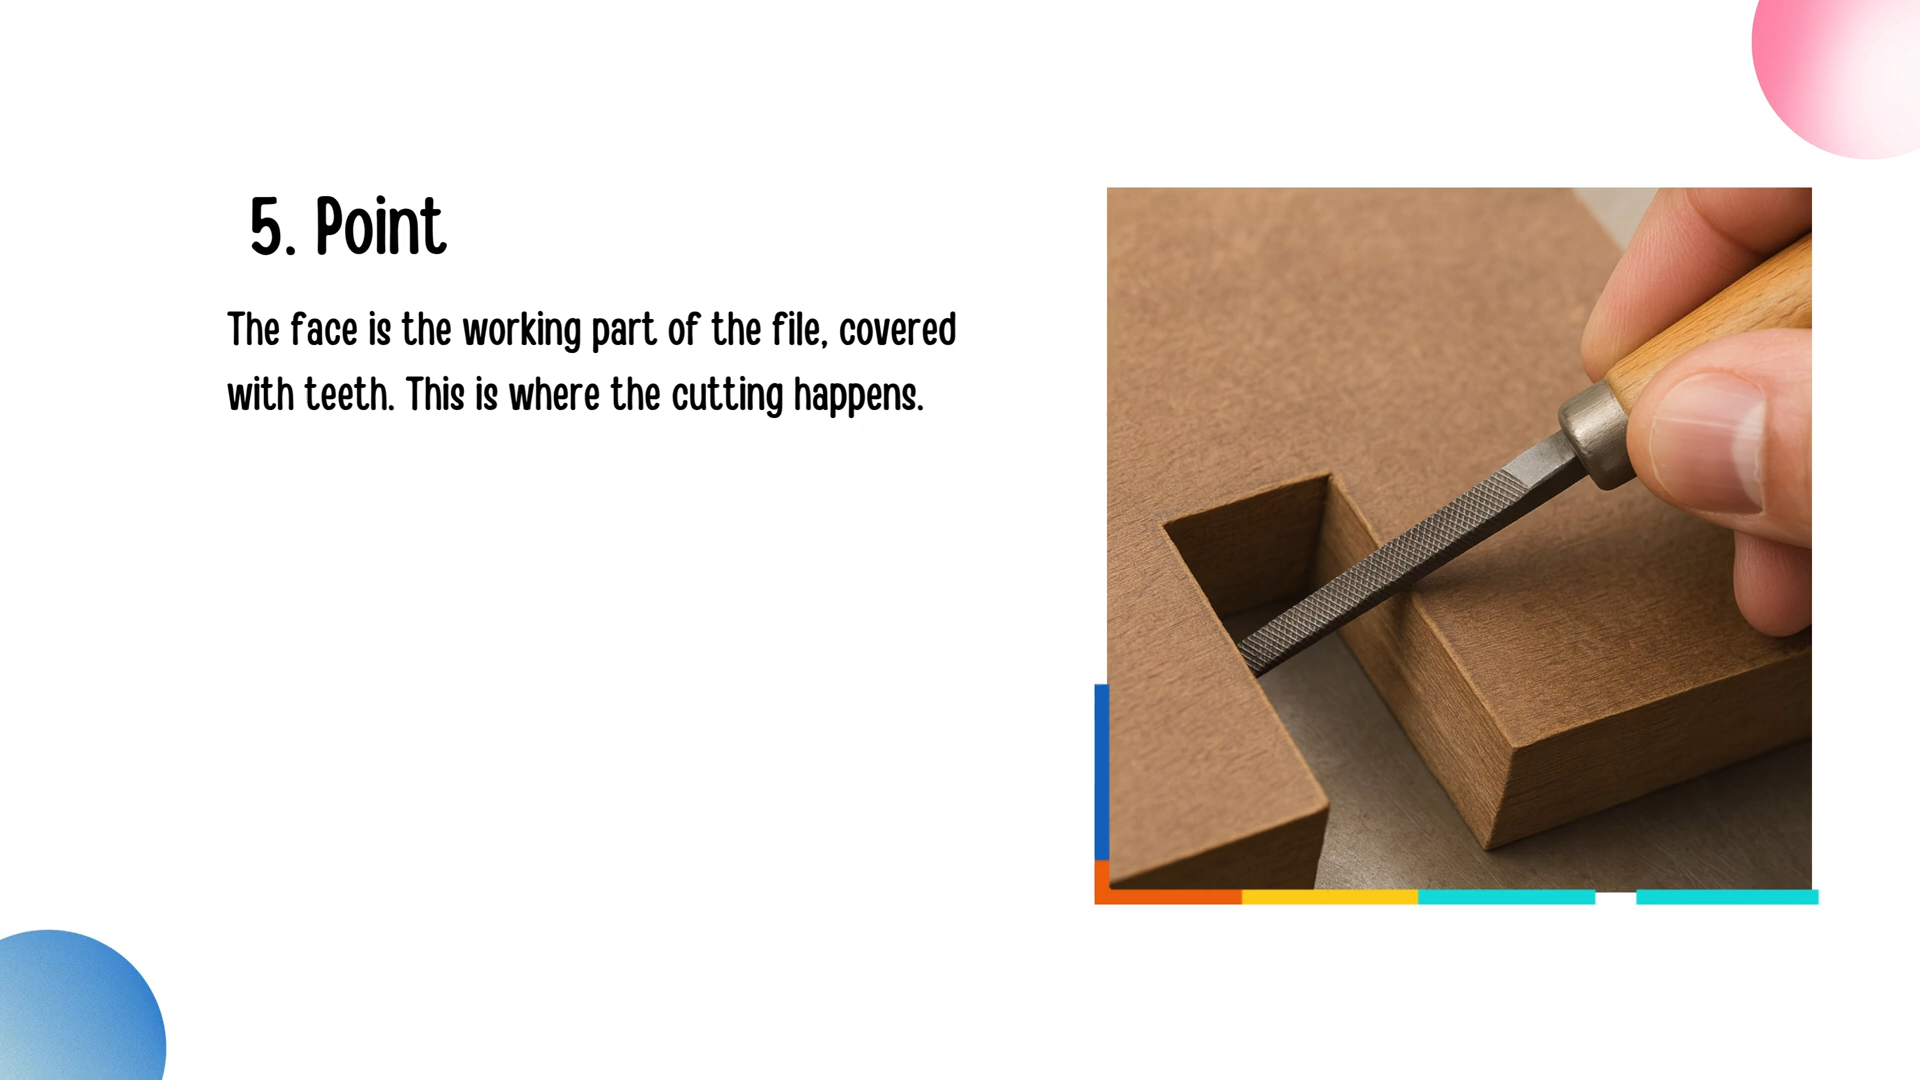 5. Point
The face is the working part of the file, covered
with teeth. This is where the cutting happens.